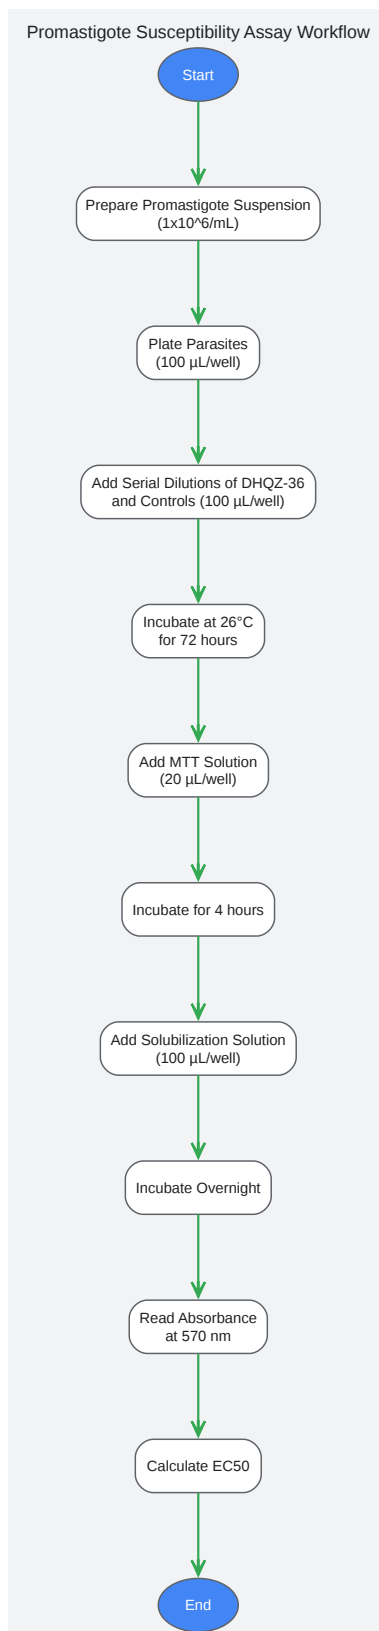 Promastigote Susceptibility Assay Workflow
Start
Prepare Promastigote Suspension
(1x10^6/mL)
Plate Parasites
(100 µL/well)
Add Serial Dilutions of DHQZ-36
and Controls (100 µL/well)
Incubate at 26°C
for 72 hours
Add MTT Solution
(20 µL/well)
Incubate for 4 hours
Add Solubilization Solution
(100 µL/well)
Incubate Overnight
Read Absorbance
at 570 nm
Calculate EC50
End